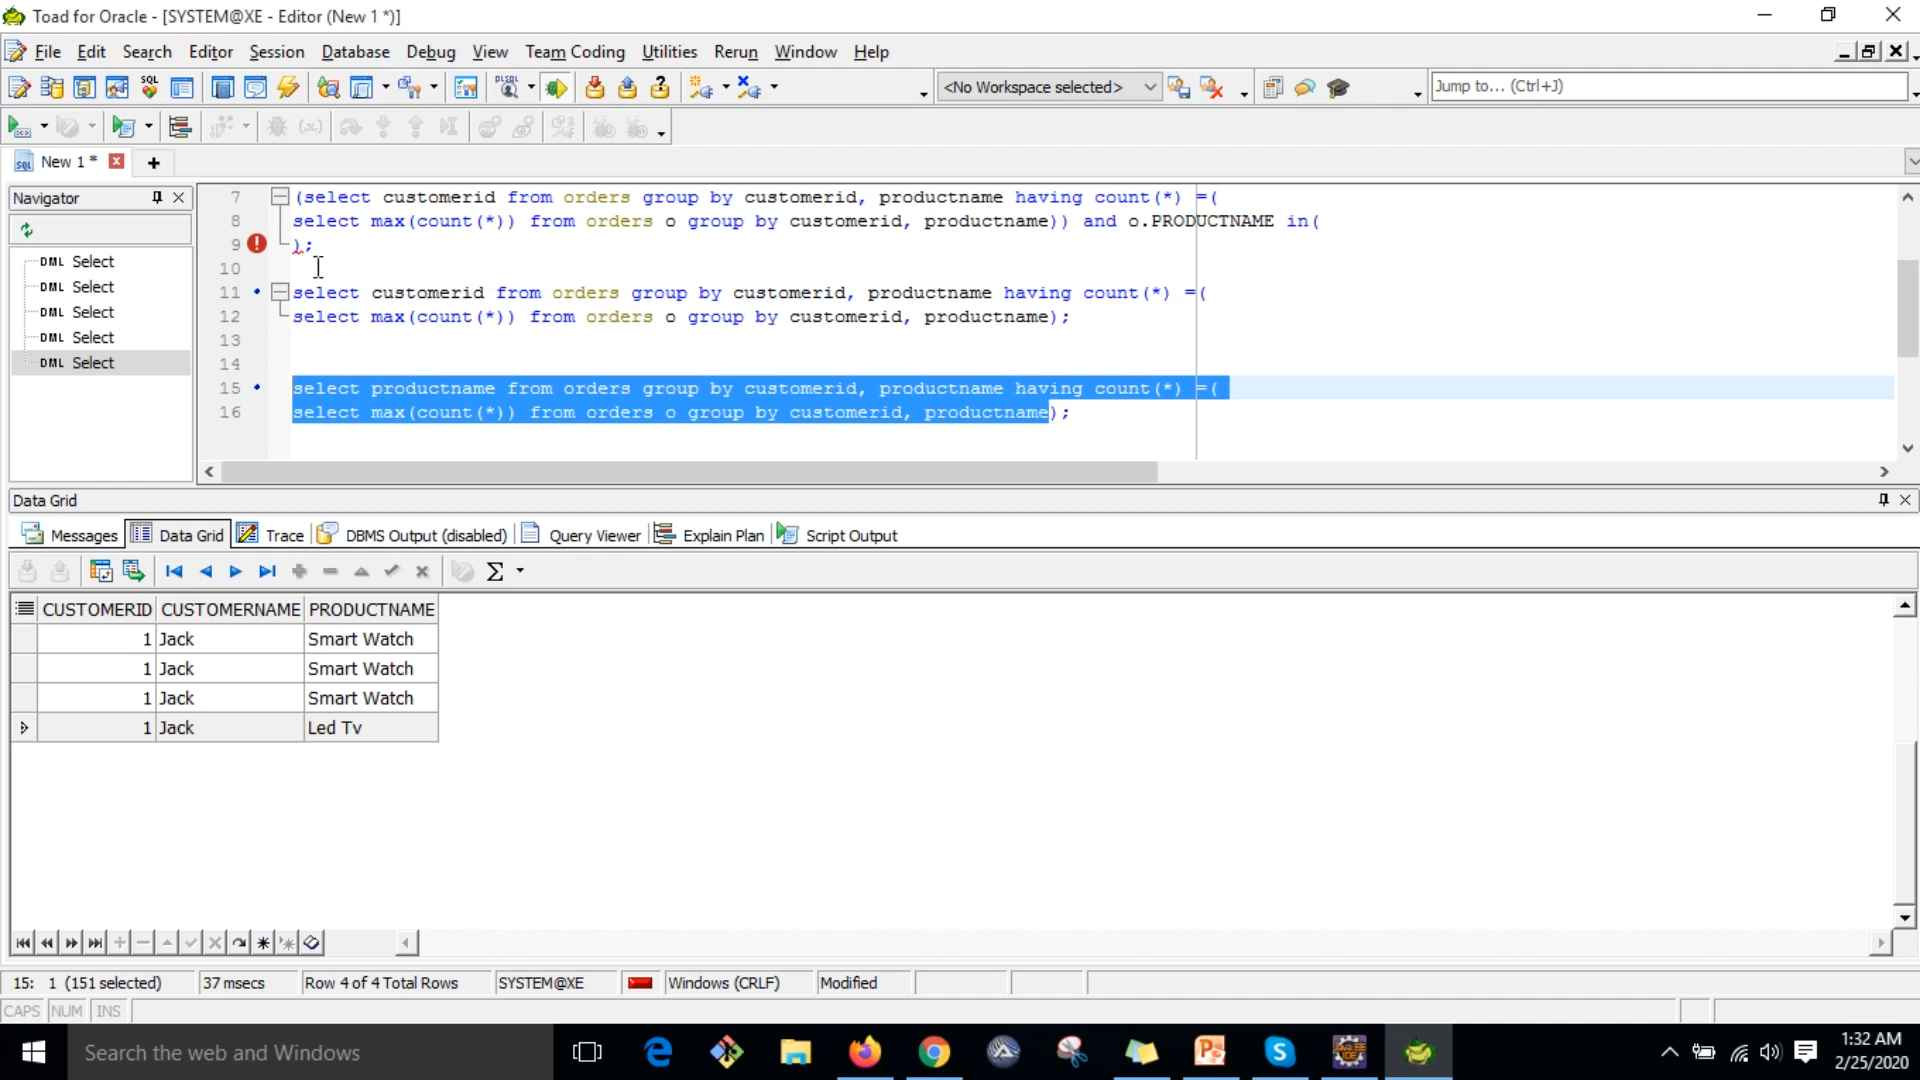 Toad for Oracle - [SYSTEM@XE - Editor (New 1 *)]
File Edit Search Editor Session Database Debug View Team Coding Utilities Rerun Window Help
SQL PL/SQL <No Workspace selected> Jump to... (Ctrl+J)
SQL New 1 *
Navigator
DML Select
DML Select
DML Select
DML Select
DML Select
7 (select customerid from orders group by customerid, productname having count(*) =(
8 select max(count(*)) from orders o group by customerid, productname)) and o.PRODUCTNAME in(
9 );
10
11 select customerid from orders group by customerid, productname having count(*) =(
12 select max(count(*)) from orders o group by customerid, productname);
13
14
15 select productname from orders group by customerid, productname having count(*) =(
16 select max(count(*)) from orders o group by customerid, productname);
Data Grid
Messages Data Grid Trace DBMS Output (disabled) Query Viewer Explain Plan Script Output
CUSTOMERID CUSTOMERNAME PRODUCTNAME
1 Jack Smart Watch
1 Jack Smart Watch
1 Jack Smart Watch
1 Jack Led Tv
15: 1 (151 selected) 37 msecs Row 4 of 4 Total Rows SYSTEM@XE Windows (CRLF) Modified
CAPS NUM INS
Search the web and Windows
1:32 AM
2/25/2020